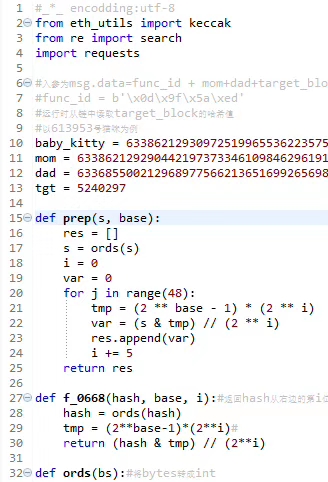 1 #_*_ encodding:utf-8
2 from eth_utils import keccak
3 from re import search
4 import requests
5
6 #入参为msg.data=func_id + mom+dad+target_blo
7 #func_id = b'\x0d\x9f\x5a\xed'
8 #运行时从链中读取target_block的哈希值
9 #以613953号猫咪为例
10 baby_kitty = 6338621293097251996553622357
11 mom = 633862129290442197373346109846296191
12 dad = 633685500212968977566213651699265698
13 tgt = 5240297
14
15 def prep(s, base):
16 res = []
17 s = ords(s)
18 i = 0
19 var = 0
20 for j in range(48):
21 tmp = (2 ** base - 1) * (2 ** i)
22 var = (s & tmp) // (2 ** i)
23 res.append(var)
24 i += 5
25 return res
26
27 def f_0668(hash, base, i):#返回hash从右边的第i位
28 hash = ords(hash)
29 tmp = (2**base-1)*(2**i)#
30 return (hash & tmp) // (2**i)
31
32 def ords(bs):#将bytes转成int